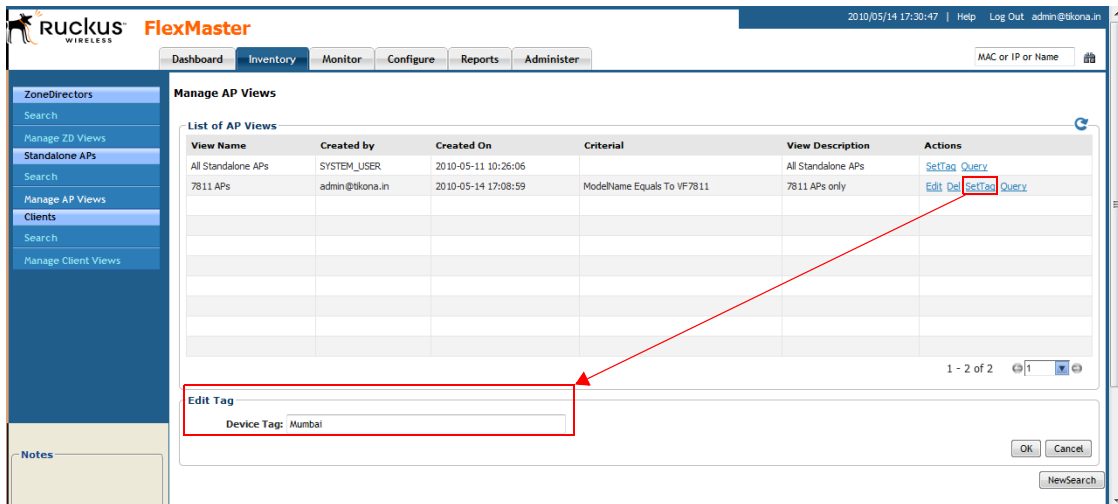 2010/05/14 17:30:47 | Help Log Out admin@tikona.in
RUCKUS WIRELESS FlexMaster
Dashboard Inventory Monitor Configure Reports Administer
MAC or IP or Name
ZoneDirectors
Search
Manage ZD Views
Standalone APs
Search
Manage AP Views
Clients
Search
Manage Client Views
Notes
Manage AP Views
List of AP Views
View Name Created by Created On Criterial View Description Actions
All Standalone APs SYSTEM_USER 2010-05-11 10:26:06 All Standalone APs SetTag Query
7811 APs admin@tikona.in 2010-05-14 17:08:59 ModelName Equals To VF7811 7811 APs only Edit Del SetTag Query
1 - 2 of 2 1
Edit Tag
Device Tag: Mumbai
OK Cancel
NewSearch